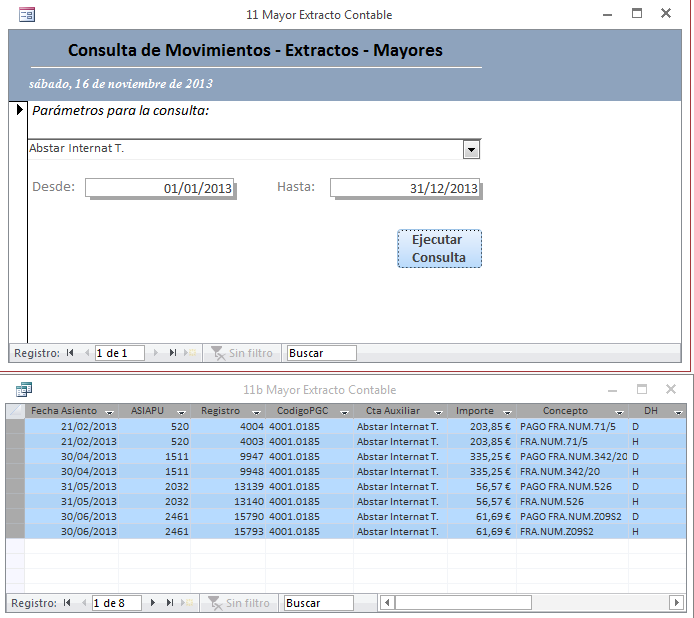 11 Mayor Extracto Contable
Consulta de Movimientos - Extractos - Mayores
sábado, 16 de noviembre de 2013
Parámetros para la consulta:
Abstar Internat T.
Desde: 01/01/2013 Hasta: 31/12/2013
Ejecutar
Consulta
Registro: 1 de 1 Sin filtro Buscar
11b Mayor Extracto Contable
Fecha Asiento ASIAPU Registro CodigoPGC Cta Auxiliar Importe Concepto DH
21/02/2013 520 4004 4001.0185 Abstar Internat T. 203,85 € PAGO FRA.NUM.71/5 D
21/02/2013 520 4003 4001.0185 Abstar Internat T. 203,85 € FRA.NUM.71/5 H
30/04/2013 1511 9947 4001.0185 Abstar Internat T. 335,25 € PAGO FRA.NUM.342/20 D
30/04/2013 1511 9948 4001.0185 Abstar Internat T. 335,25 € FRA.NUM.342/20 H
31/05/2013 2032 13139 4001.0185 Abstar Internat T. 56,57 € PAGO FRA.NUM.526 D
31/05/2013 2032 13140 4001.0185 Abstar Internat T. 56,57 € FRA.NUM.526 H
30/06/2013 2461 15790 4001.0185 Abstar Internat T. 61,69 € PAGO FRA.NUM.Z09S2 D
30/06/2013 2461 15793 4001.0185 Abstar Internat T. 61,69 € FRA.NUM.Z09S2 H
Registro: 1 de 8 Sin filtro Buscar